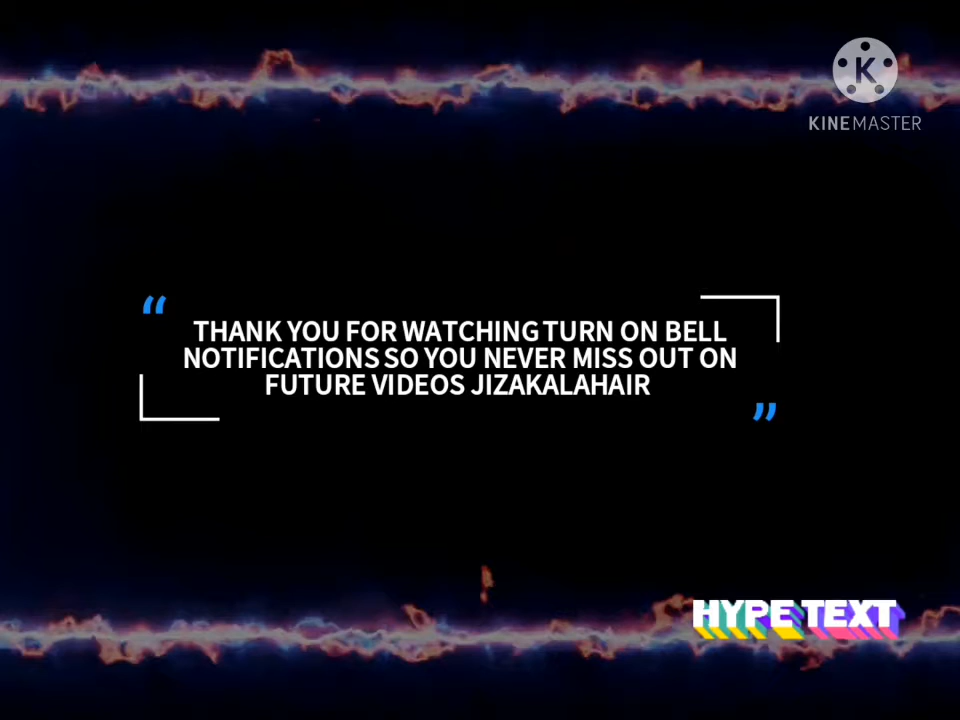 K
KINEMASTER
“
THANK YOU FOR WATCHING TURN ON BELL
NOTIFICATIONS SO YOU NEVER MISS OUT ON
FUTURE VIDEOS JIZAKALAHAIR
”
HYPE TEXT